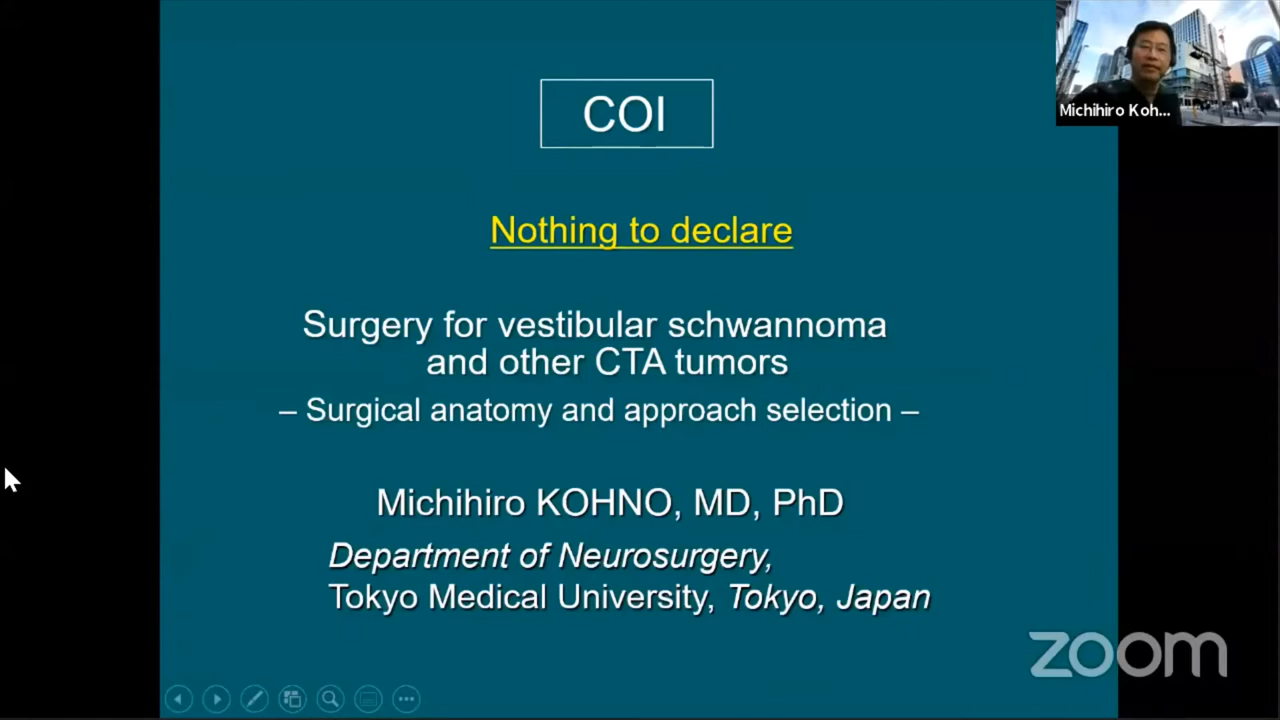 COI
Nothing to declare
Surgery for vestibular schwannoma
and other CTA tumors
– Surgical anatomy and approach selection –
Michihiro KOHNO, MD, PhD
Department of Neurosurgery,
Tokyo Medical University, Tokyo, Japan
Michihiro Koh...
zoom